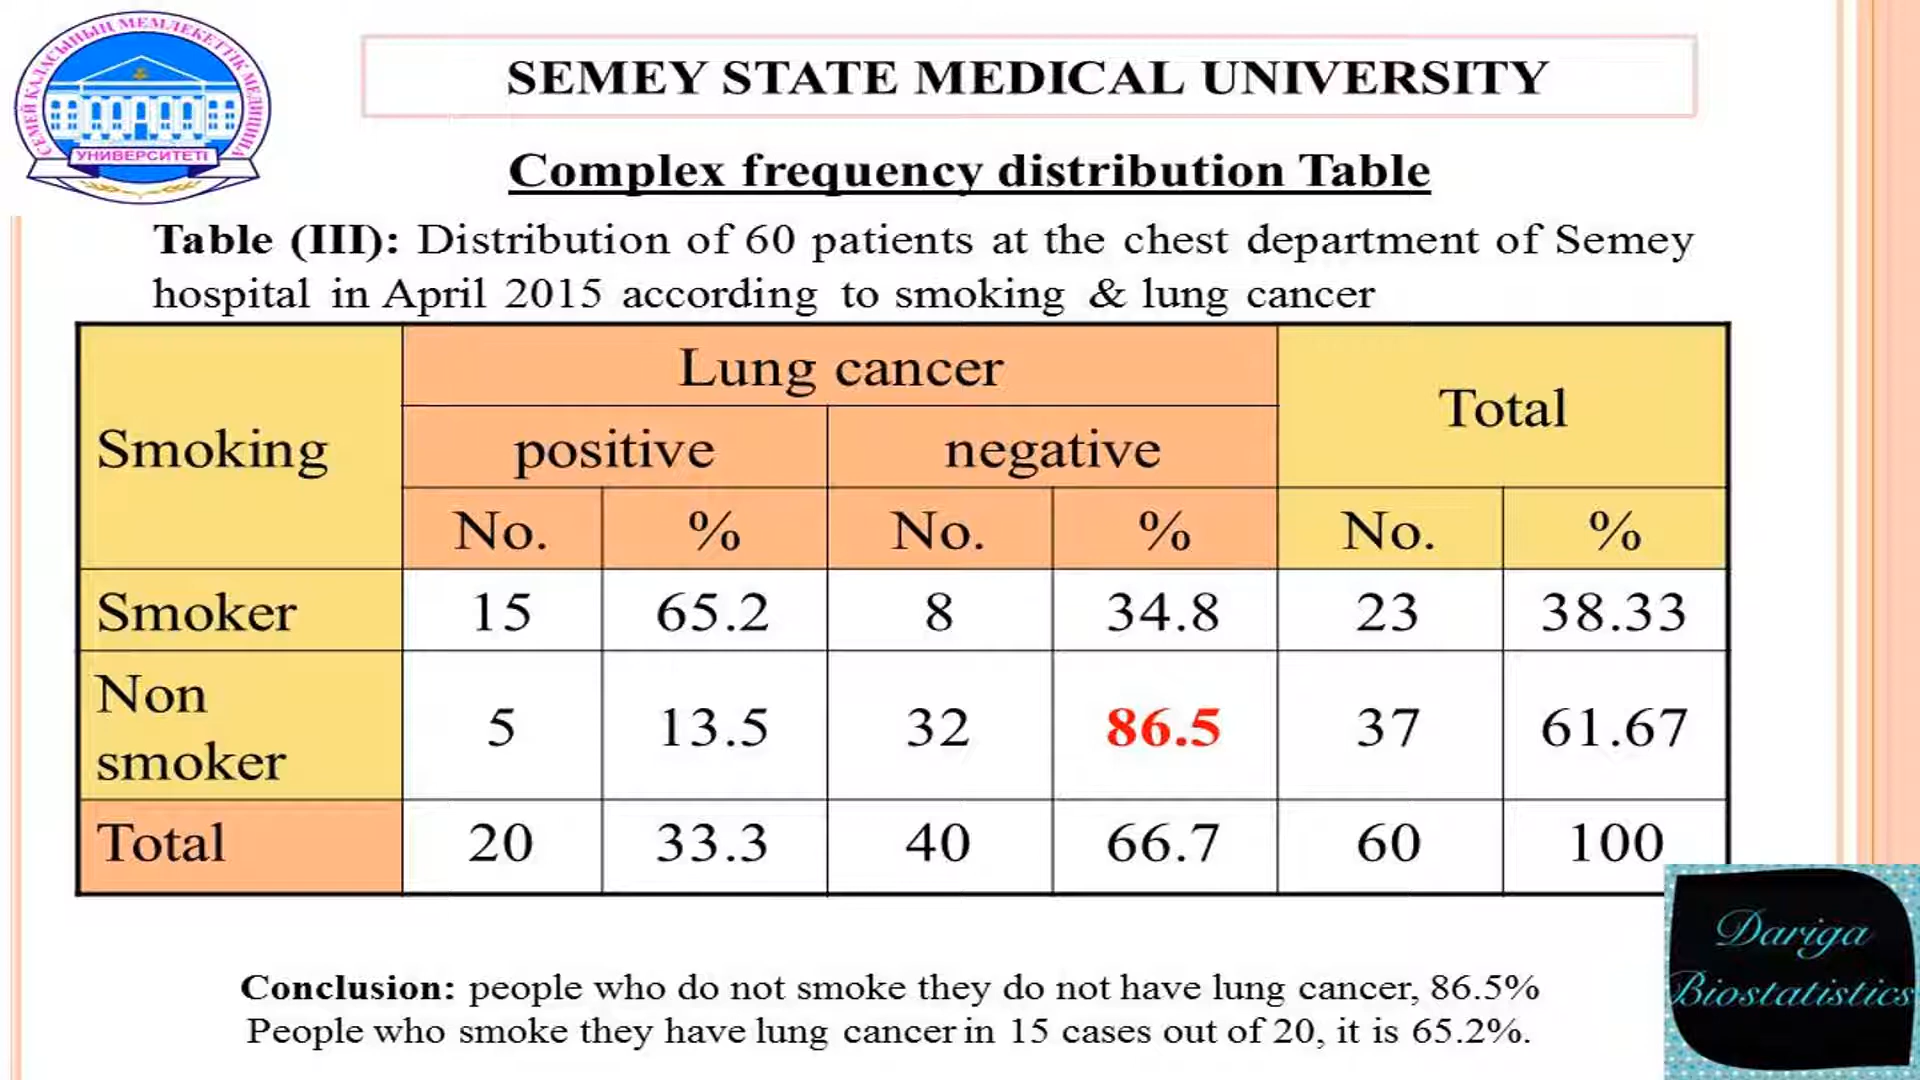 СЕМЕЙ ҚАЛАСЫНЫҢ МЕМЛЕКЕТТІК МЕДИЦИНА
УНИВЕРСИТЕТІ
SEMEY STATE MEDICAL UNIVERSITY
Complex frequency distribution Table
Table (III): Distribution of 60 patients at the chest department of Semey
hospital in April 2015 according to smoking & lung cancer
Smoking Lung cancer Total
positive negative
No. % No. % No. %
Smoker 15 65.2 8 34.8 23 38.33
Non
smoker 5 13.5 32 86.5 37 61.67
Total 20 33.3 40 66.7 60 100
Conclusion: people who do not smoke they do not have lung cancer, 86.5%
People who smoke they have lung cancer in 15 cases out of 20, it is 65.2%.
Dariga
Biostatistics